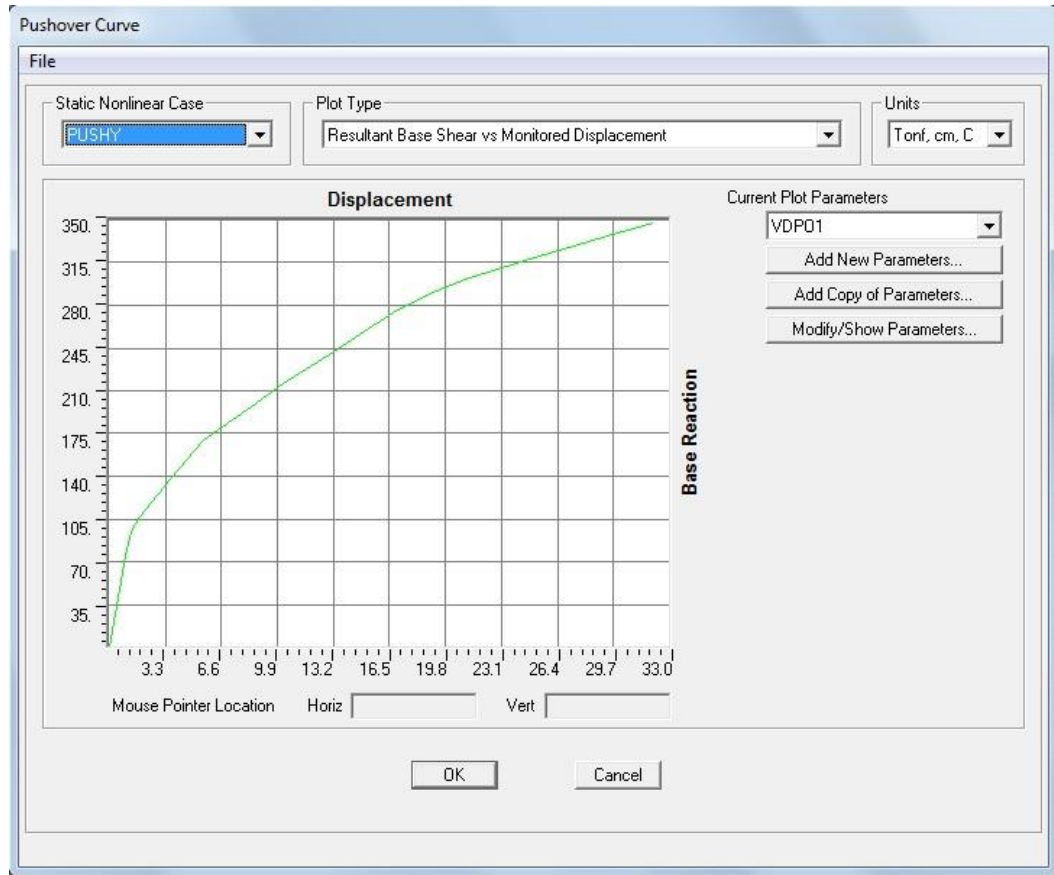 Pushover Curve
File
Static Nonlinear Case
PUSHY
Plot Type
Resultant Base Shear vs Monitored Displacement
Units
Tonf, cm, C
Displacement
350.
315.
280.
245.
210.
175.
140.
105.
70.
35.
3.3 6.6 9.9 13.2 16.5 19.8 23.1 26.4 29.7 33.0
Base Reaction
Current Plot Parameters
VDPO1
Add New Parameters...
Add Copy of Parameters...
Modify/Show Parameters...
Mouse Pointer Location Horiz Vert
OK Cancel